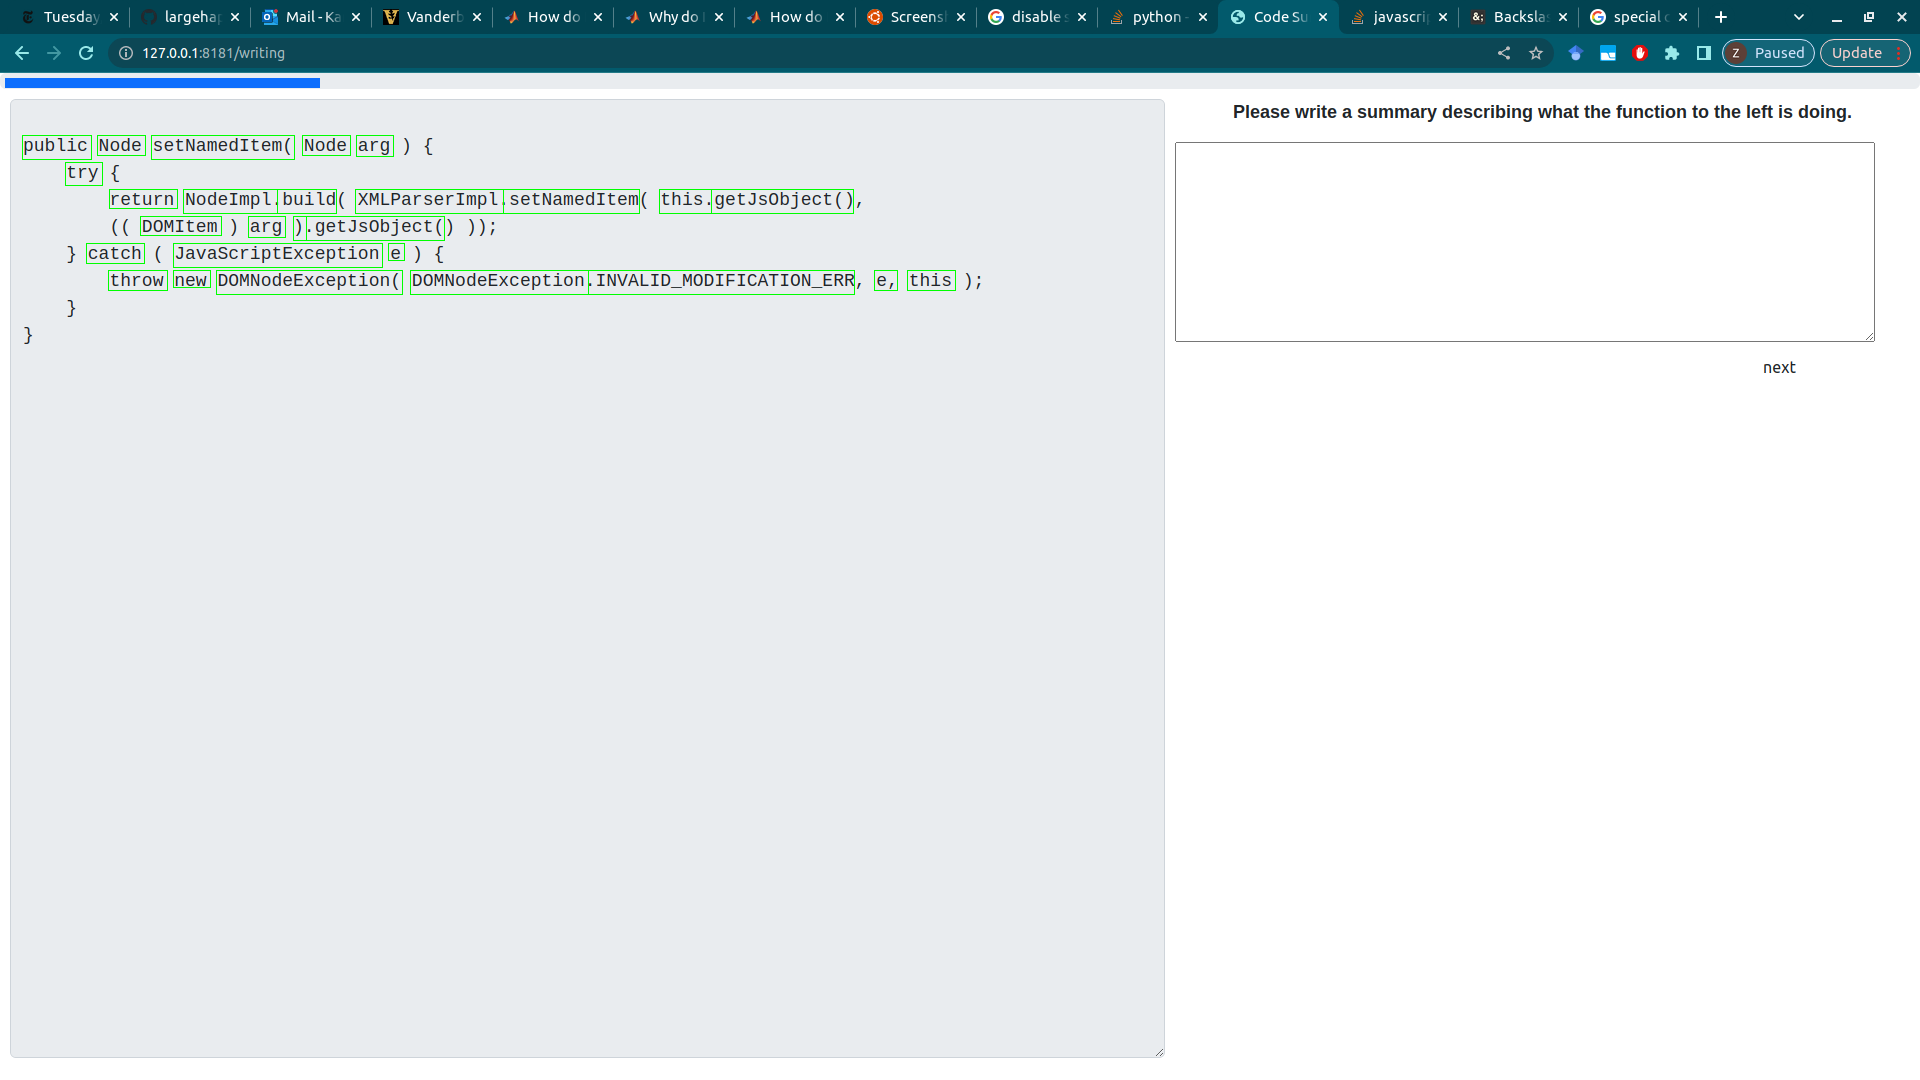 Tuesday
largehap
Mail - Ka
Vanderb
How do
Why do
How do
Screens
disable s
python -
Code Su
javascrip
Backslas
special c
127.0.0.1:8181/writing
Z Paused
Update
public Node setNamedItem( Node arg ) {
try {
return NodeImpl.build( XMLParserImpl.setNamedItem( this.getJsObject(),
(( DOMItem ) arg ).getJsObject() ));
} catch ( JavaScriptException e ) {
throw new DOMNodeException( DOMNodeException.INVALID_MODIFICATION_ERR, e, this );
}
}
Please write a summary describing what the function to the left is doing.
next